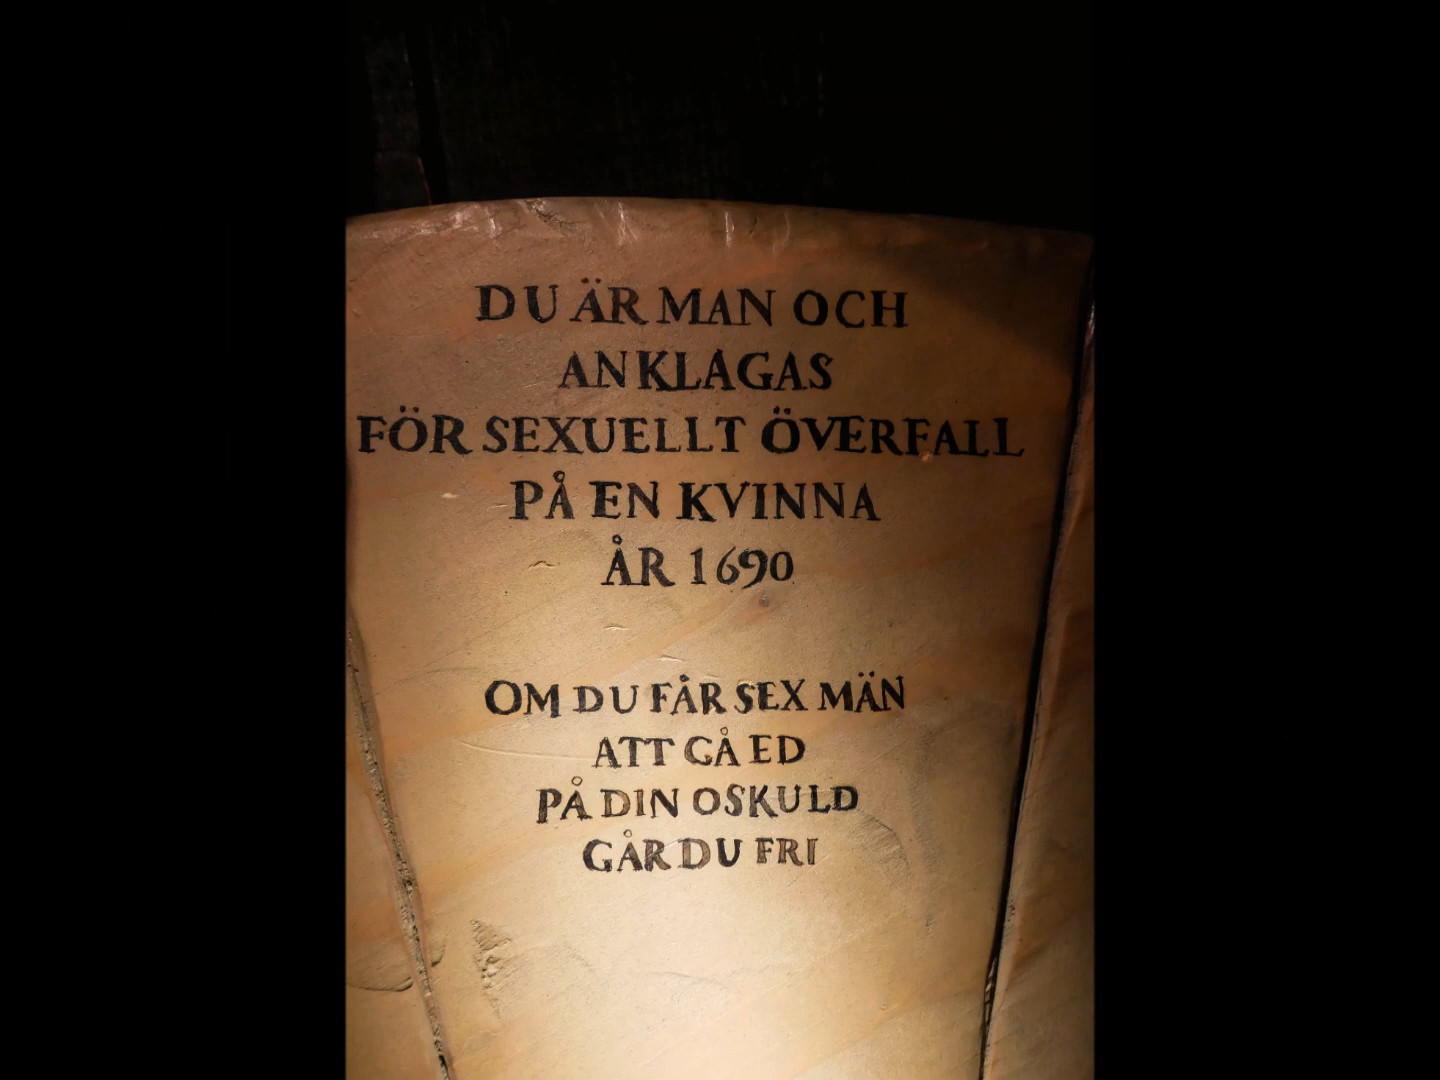 DU ÄR MAN OCH
ANKLAGAS
FÖR SEXUELLT ÖVERFALL
PÅ EN KVINNA
ÅR 1690
OM DU FÅR SEX MÄN
ATT GÅ ED
PÅ DIN OSKULD
GÅR DU FRI